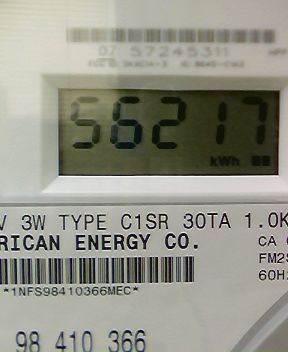 07 57245311
56217
kWh
V 3W TYPE C1SR 30TA 1.0K
RICAN ENERGY CO.
CA
FM2S
60H
*1NFS98410366MEC*
98 410 366